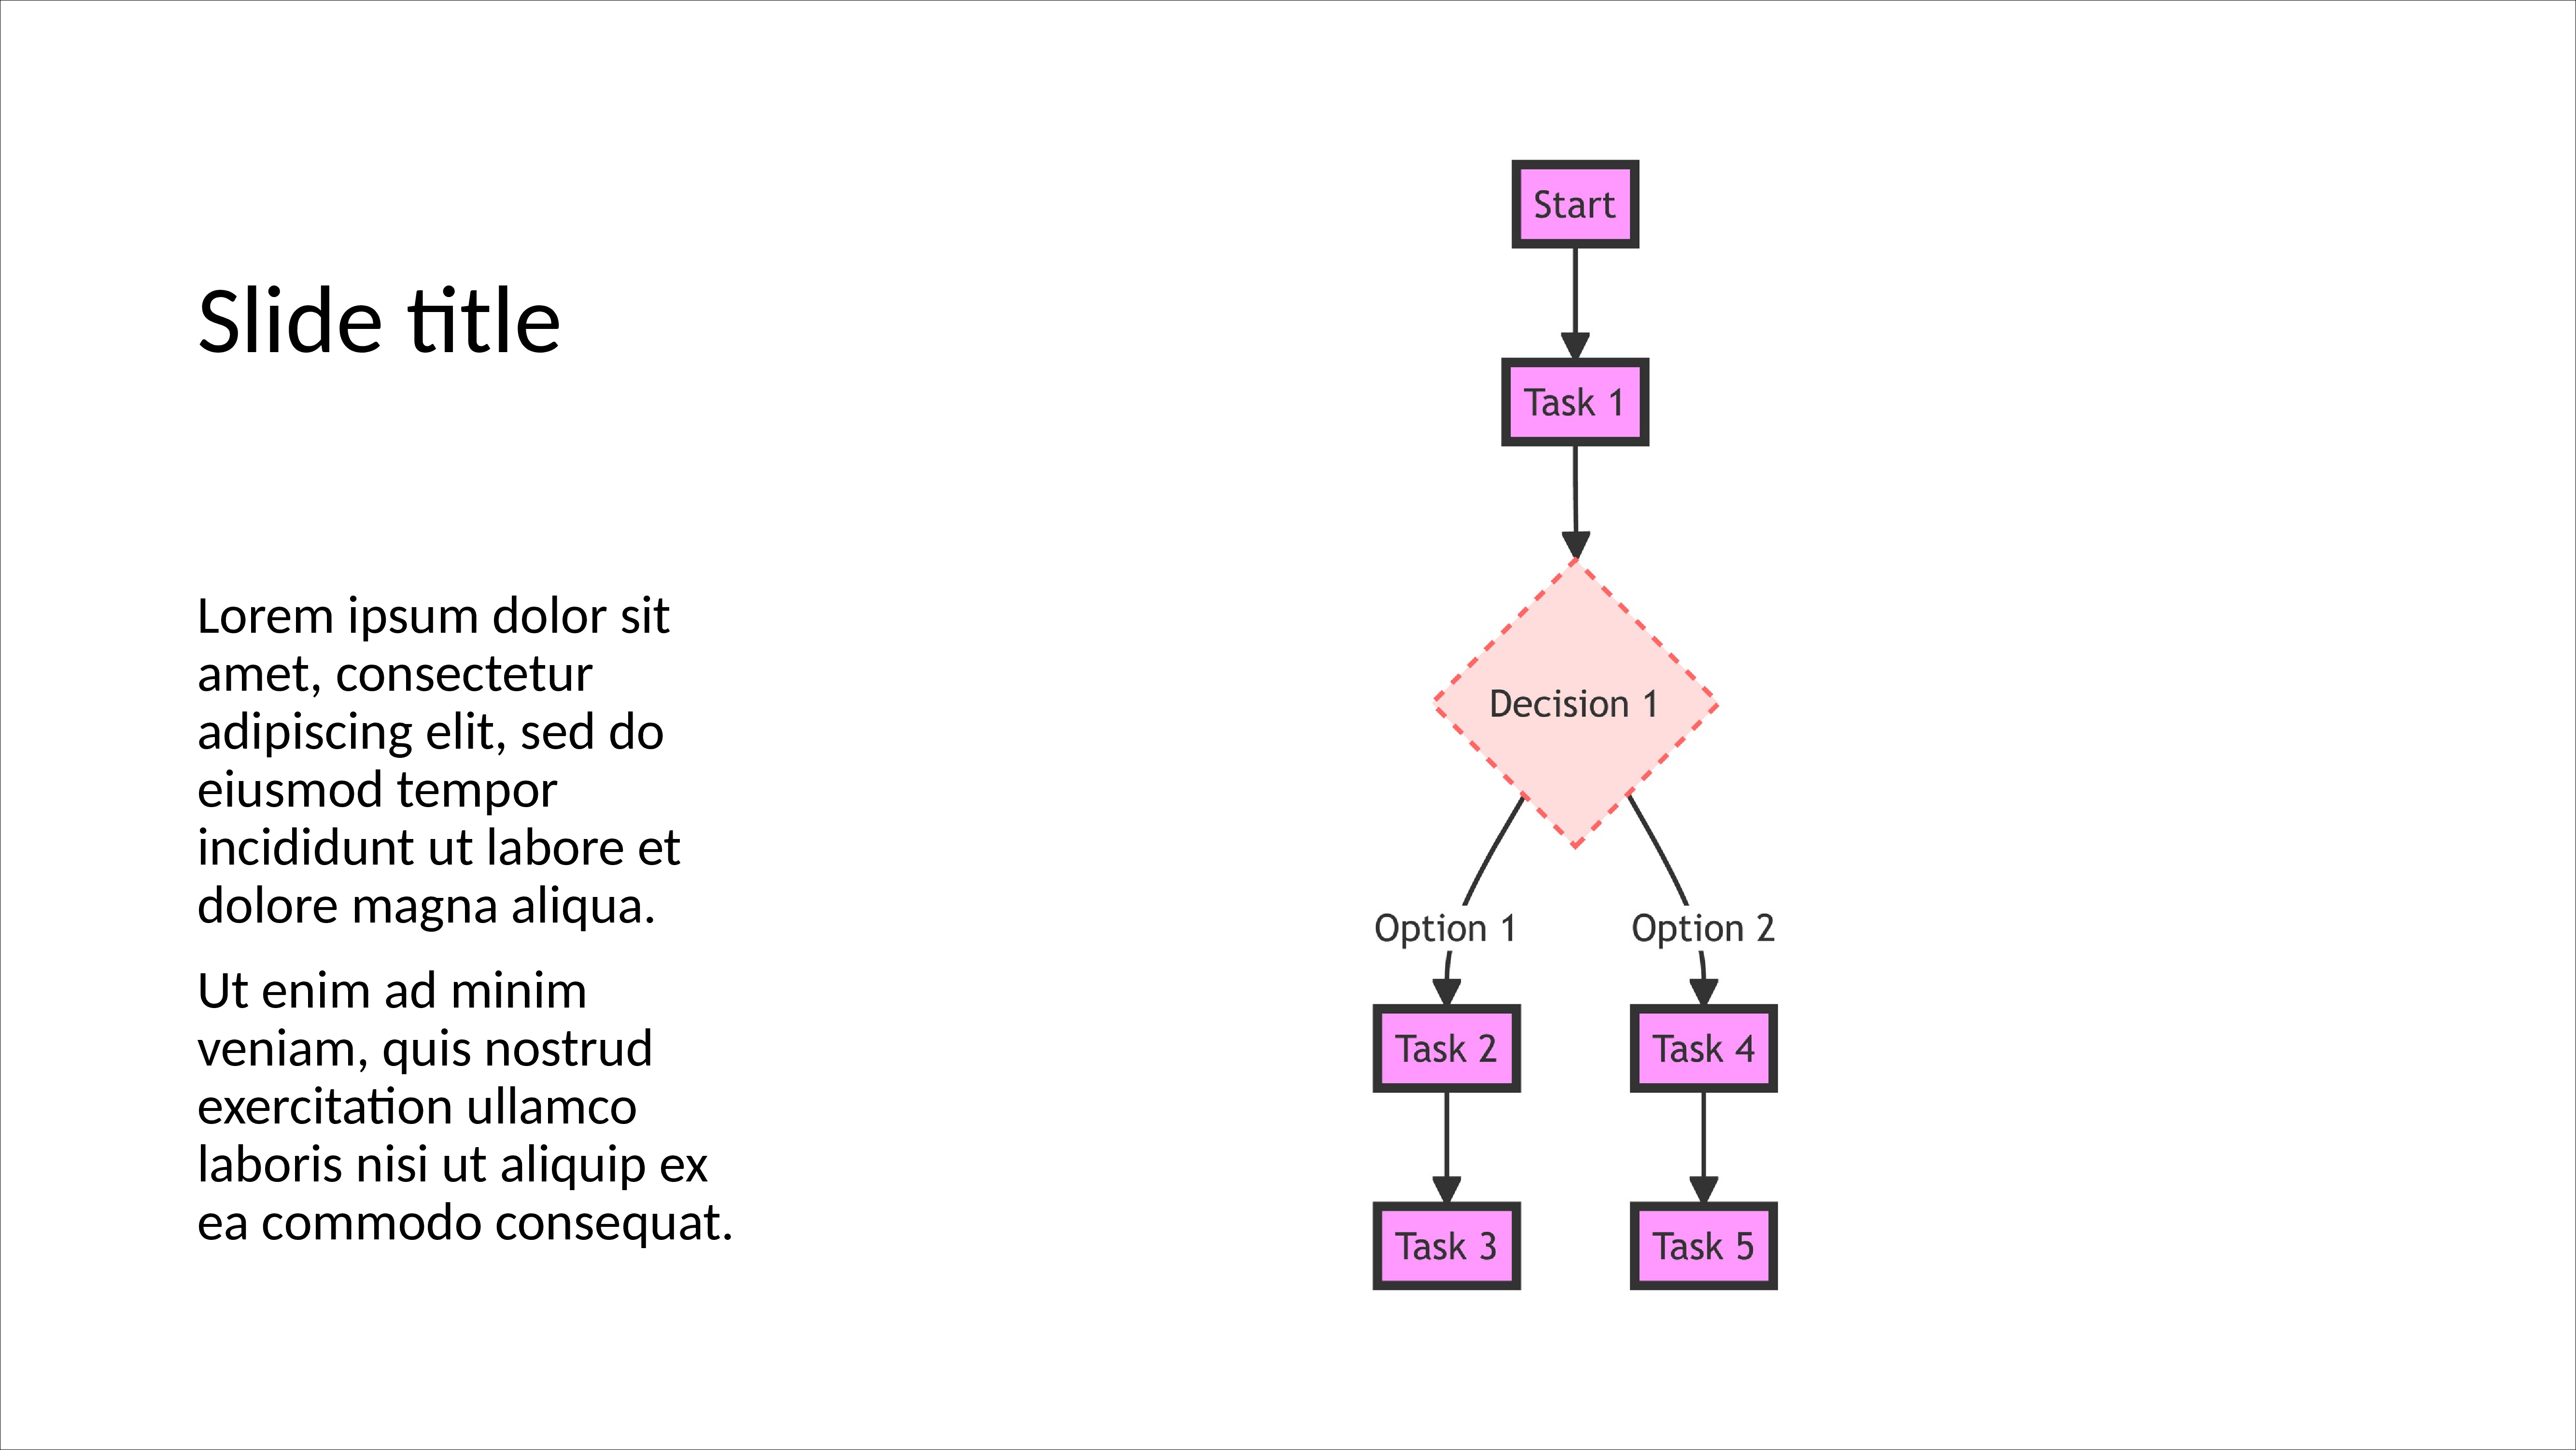 Slide title
Lorem ipsum dolor sit
amet, consectetur
adipiscing elit, sed do
eiusmod tempor
incididunt ut labore et
dolore magna aliqua.
Ut enim ad minim
veniam, quis nostrud
exercitation ullamco
laboris nisi ut aliquip ex
ea commodo consequat.
Start
Task 1
Decision 1
Option 1
Option 2
Task 2
Task 4
Task 3
Task 5